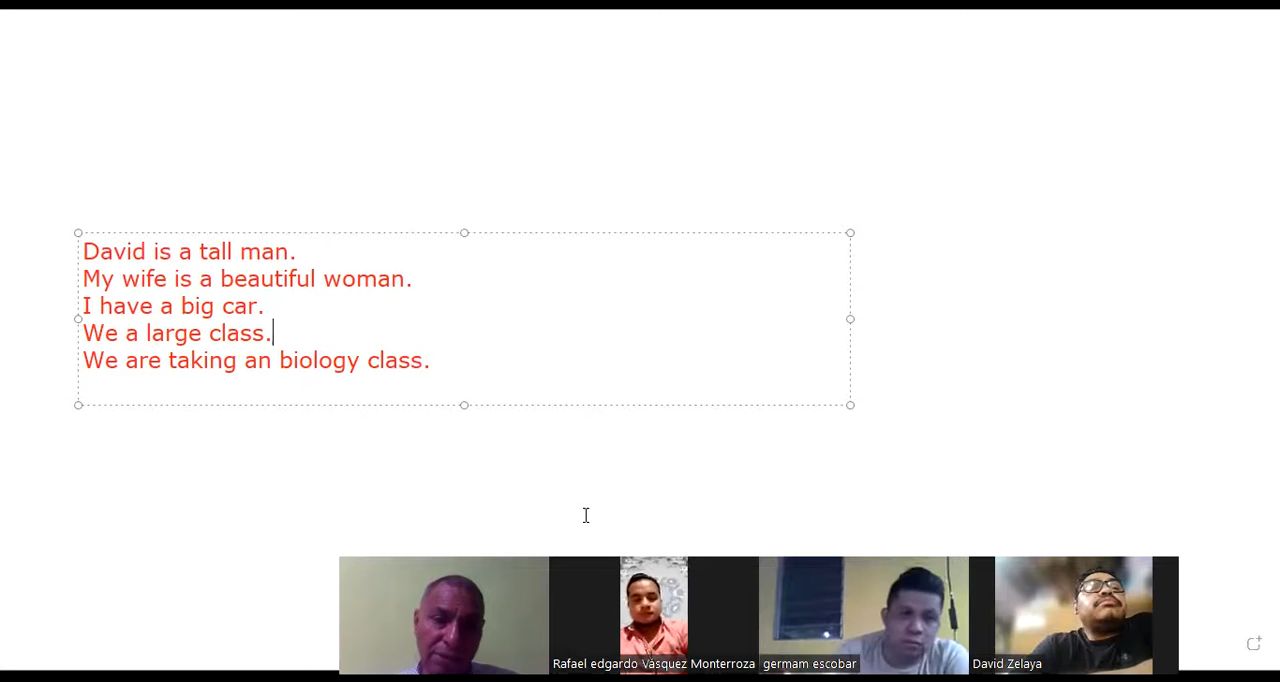 David is a tall man.
My wife is a beautiful woman.
I have a big car.
We a large class.
We are taking an biology class.
Rafael edgardo Vásquez Monterroza
germam escobar
David Zelaya